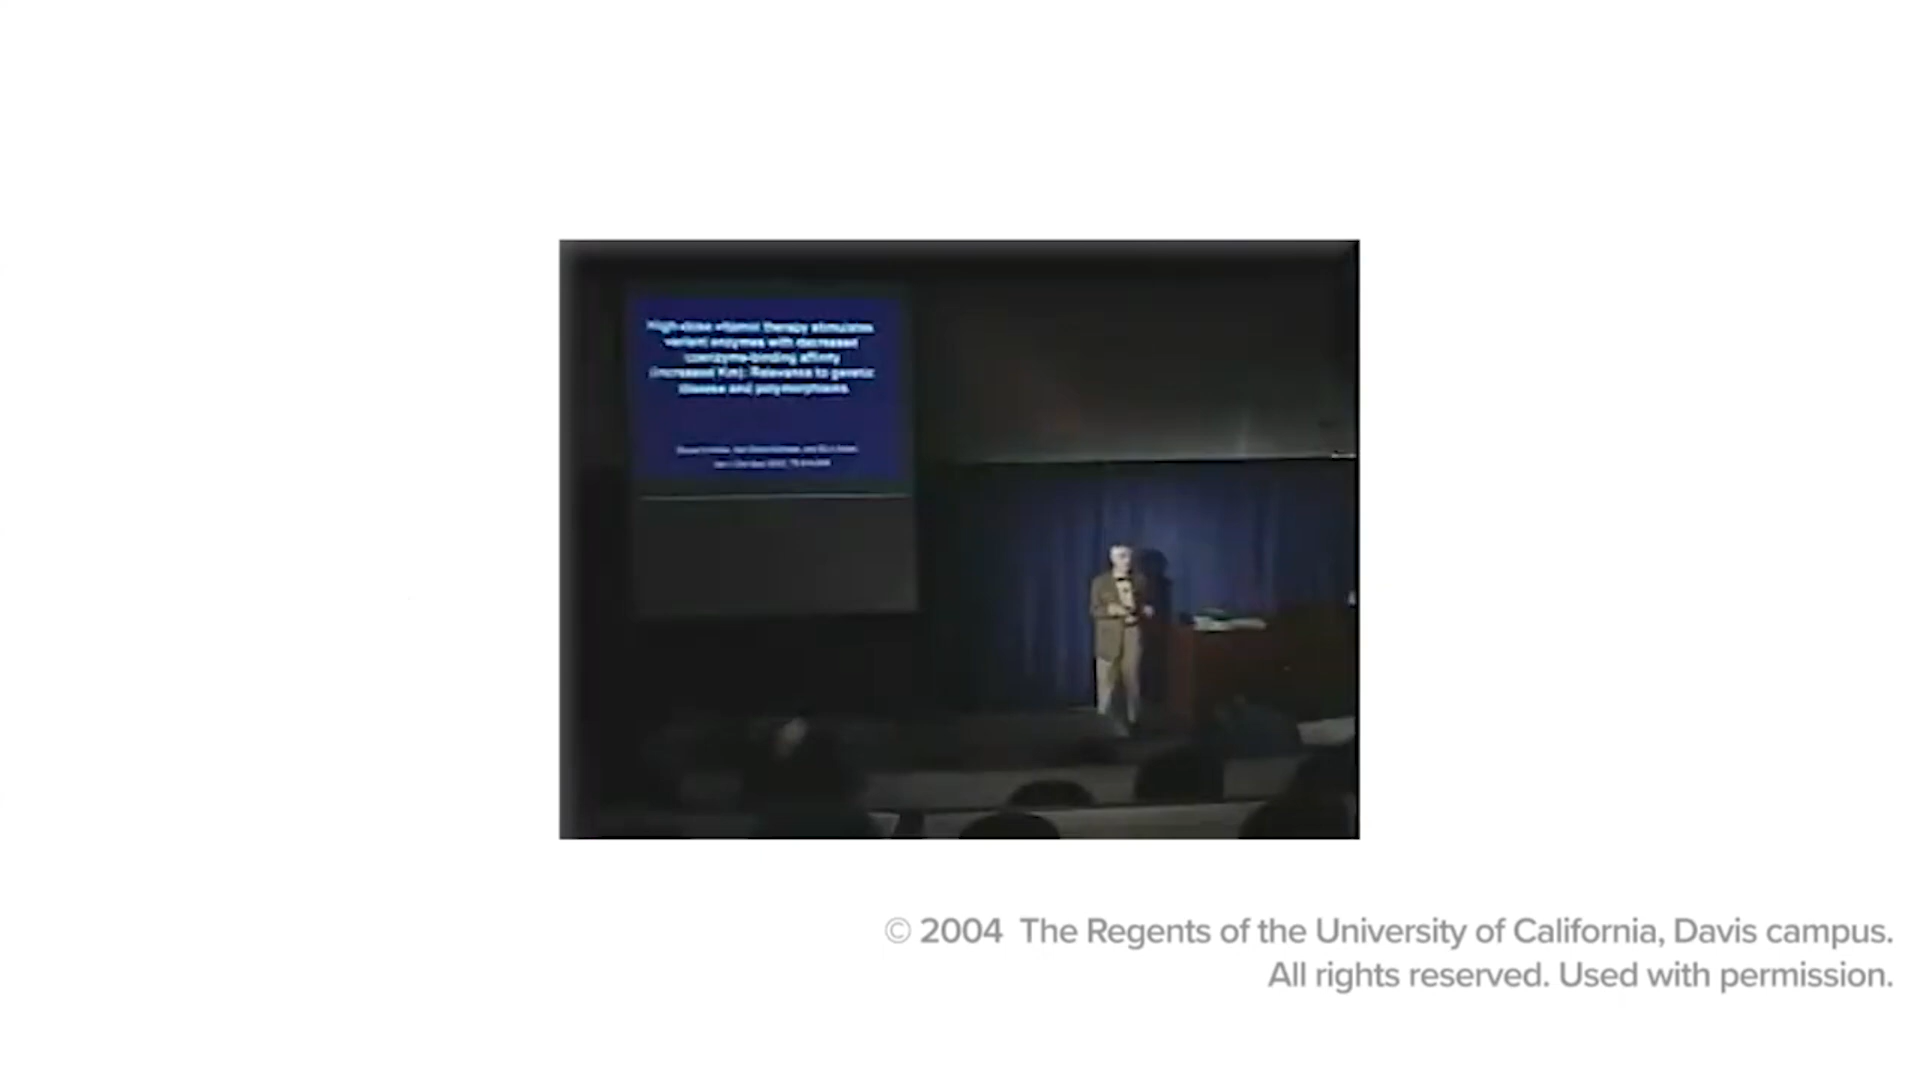 High-dose vitamin therapy stimulates
variant enzymes with decreased
coenzyme-binding affinity
(increased Km): Relevance to genetic
disease and polymorphisms
© 2004 The Regents of the University of California, Davis campus.
All rights reserved. Used with permission.